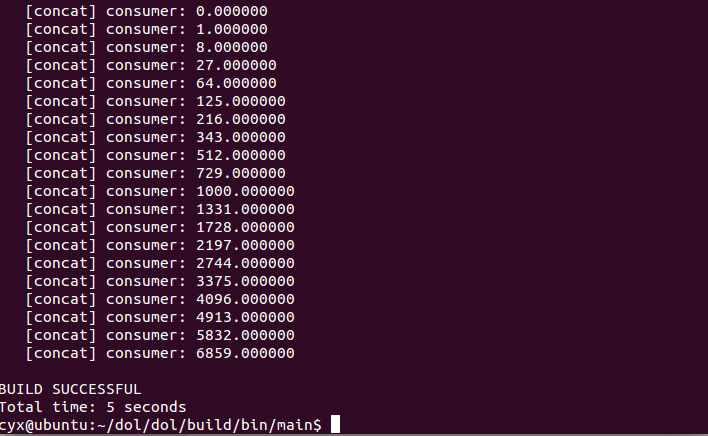 [concat] consumer: 0.000000
[concat] consumer: 1.000000
[concat] consumer: 8.000000
[concat] consumer: 27.000000
[concat] consumer: 64.000000
[concat] consumer: 125.000000
[concat] consumer: 216.000000
[concat] consumer: 343.000000
[concat] consumer: 512.000000
[concat] consumer: 729.000000
[concat] consumer: 1000.000000
[concat] consumer: 1331.000000
[concat] consumer: 1728.000000
[concat] consumer: 2197.000000
[concat] consumer: 2744.000000
[concat] consumer: 3375.000000
[concat] consumer: 4096.000000
[concat] consumer: 4913.000000
[concat] consumer: 5832.000000
[concat] consumer: 6859.000000
BUILD SUCCESSFUL
Total time: 5 seconds
cyx@ubuntu:~/dol/dol/build/bin/main$